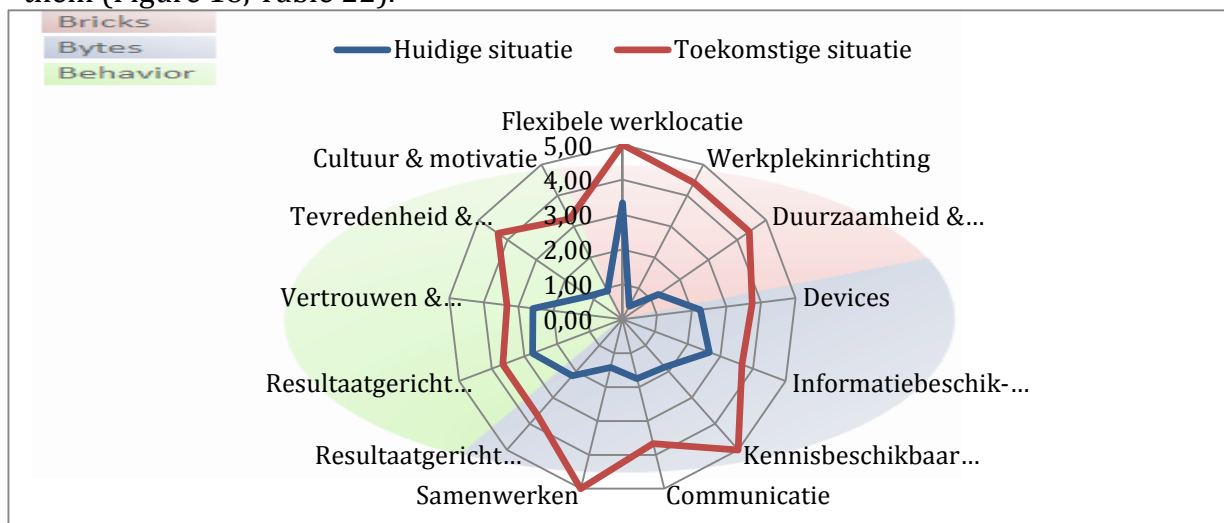 Bricks
Bytes
Behavior
Huidige situatie
Toekomstige situatie
Flexibele werklocatie
5,00
Cultuur & motivatie
Werkplekinrichting
4,00
Tevredenheid &...
3,00
Duurzaamheid &...
2,00
Vertrouwen &...
1,00
Devices
0,00
Resultaatgericht...
Informatiebeschik-...
Resultaatgericht...
Kennisbeschikbaar...
Samenwerken
Communicatie